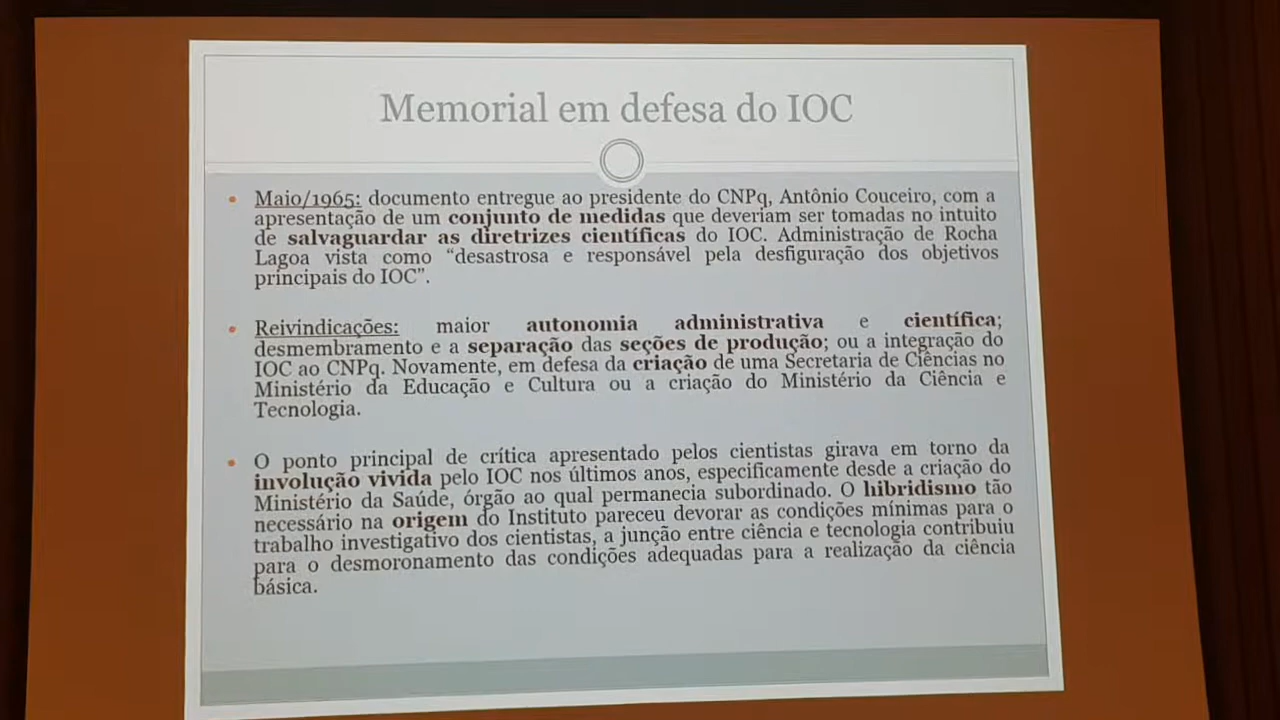 Memorial em defesa do IOC
• Maio/1965: documento entregue ao presidente do CNPq, Antônio Couceiro, com a
apresentação de um conjunto de medidas que deveriam ser tomadas no intuito
de salvaguardar as diretrizes científicas do IOC. Administração de Rocha
Lagoa vista como “desastrosa e responsável pela desfiguração dos objetivos
principais do IOC”.
• Reivindicações: maior autonomia administrativa e científica;
desmembramento e a separação das seções de produção; ou a integração do
IOC ao CNPq. Novamente, em defesa da criação de uma Secretaria de Ciências no
Ministério da Educação e Cultura ou a criação do Ministério da Ciência e
Tecnologia.
• O ponto principal de crítica apresentado pelos cientistas girava em torno da
involução vivida pelo IOC nos últimos anos, especificamente desde a criação do
Ministério da Saúde, órgão ao qual permanecia subordinado. O hibridismo tão
necessário na origem do Instituto pareceu devorar as condições mínimas para o
trabalho investigativo dos cientistas, a junção entre ciência e tecnologia contribuiu
para o desmoronamento das condições adequadas para a realização da ciência
básica.